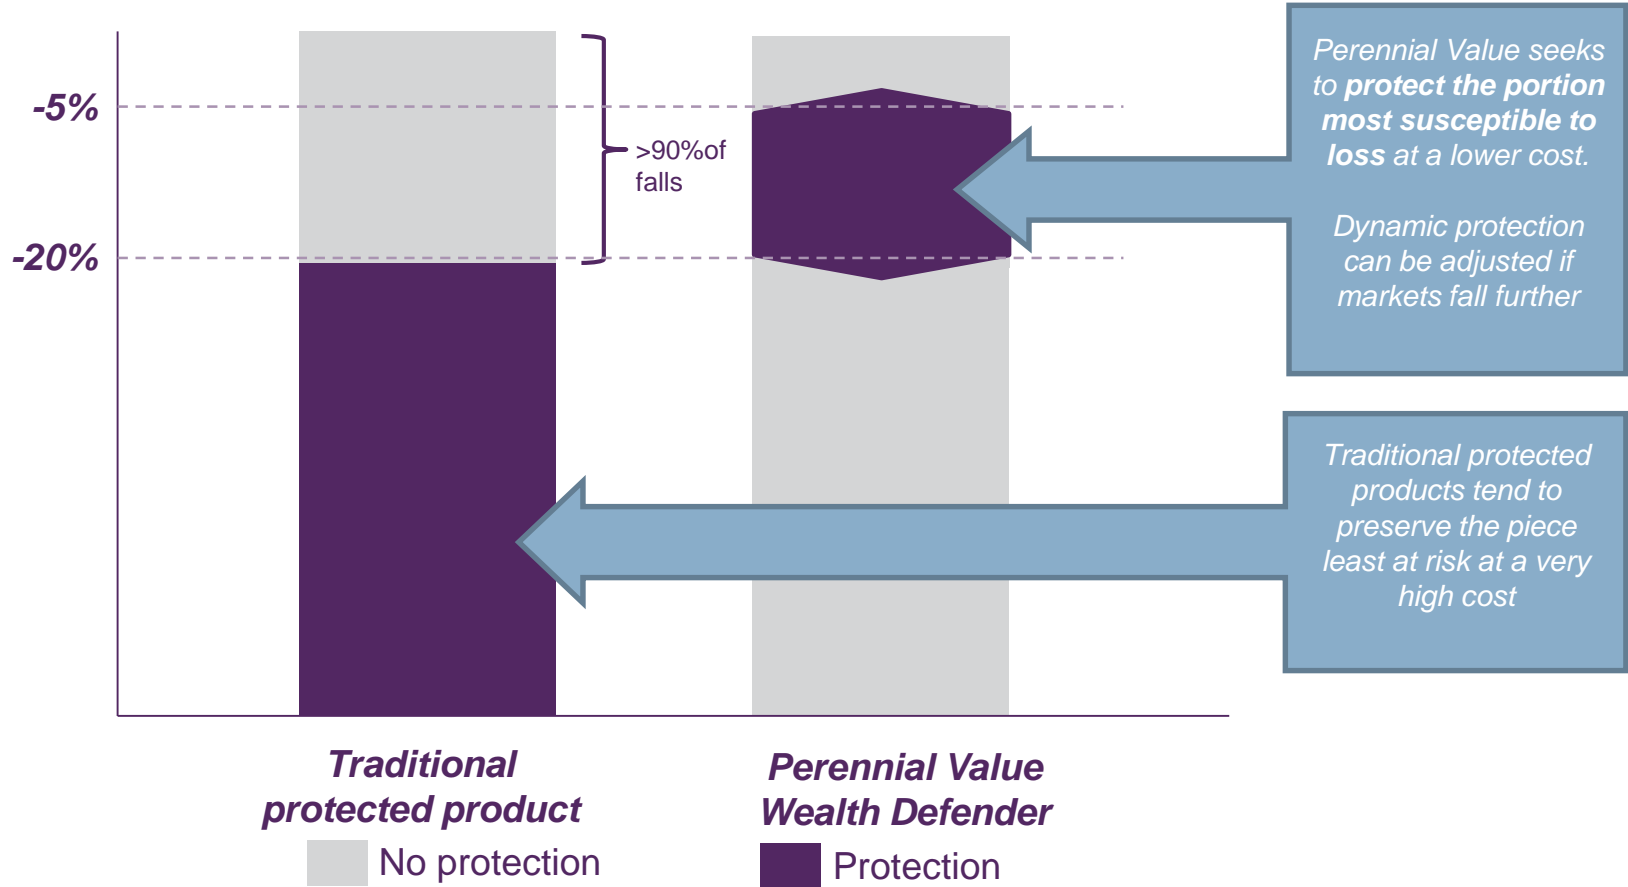 -5%
-20%
>90%of
falls
Perennial Value seeks
to protect the portion
most susceptible to
loss at a lower cost.
Dynamic protection
can be adjusted if
markets fall further
Traditional protected
products tend to
preserve the piece
least at risk at a very
high cost
Traditional
protected product
Perennial Value
Wealth Defender
No protection
Protection